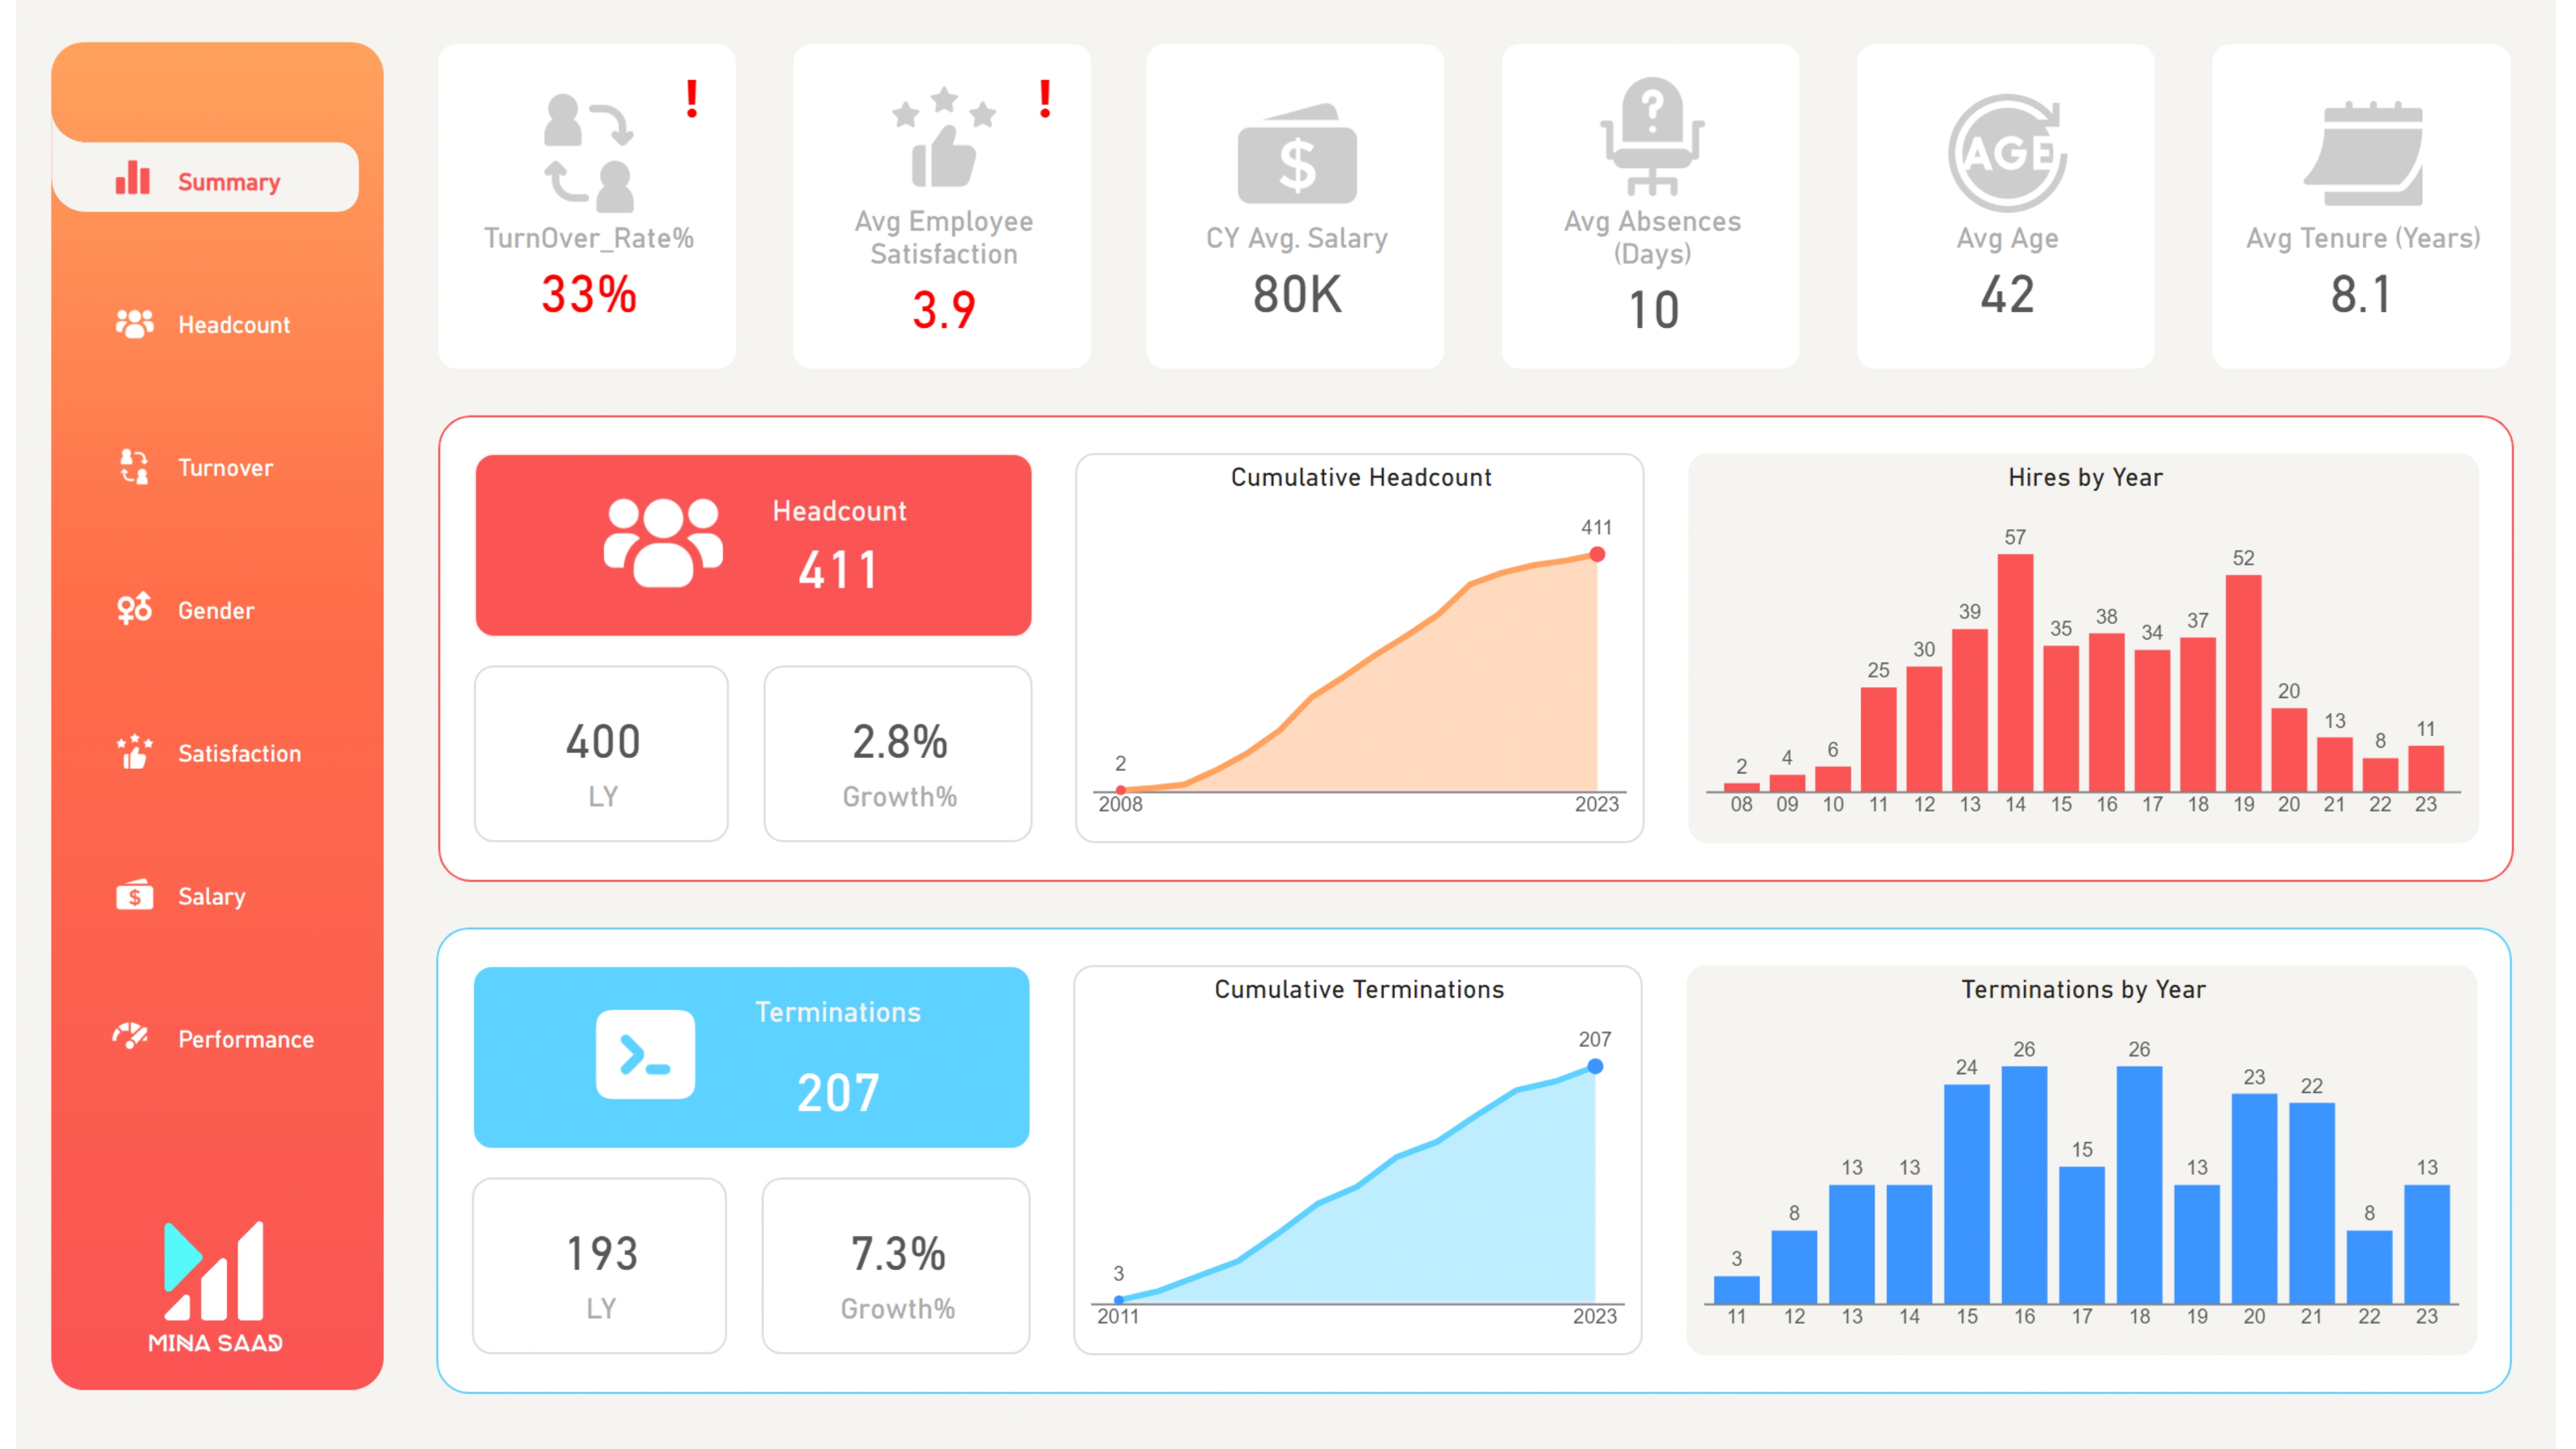 Summary
Headcount
Turnover
Gender
Satisfaction
Salary
Performance
MINA SAAD
!
TurnOver_Rate%
33%
!
Avg Employee
Satisfaction
3.9
$
CY Avg. Salary
80K
?
Avg Absences
(Days)
10
AGE
Avg Age
42
Avg Tenure (Years)
8.1
Headcount
411
400
LY
2.8%
Growth%
Cumulative Headcount
411
2
2008 2023
Hires by Year
2 4 6 25 30 39 57 35 38 34 37 52 20 13 8 11
08 09 10 11 12 13 14 15 16 17 18 19 20 21 22 23
Terminations
207
193
LY
7.3%
Growth%
Cumulative Terminations
207
3
2011 2023
Terminations by Year
3 8 13 13 24 26 15 26 13 23 22 8 13
11 12 13 14 15 16 17 18 19 20 21 22 23